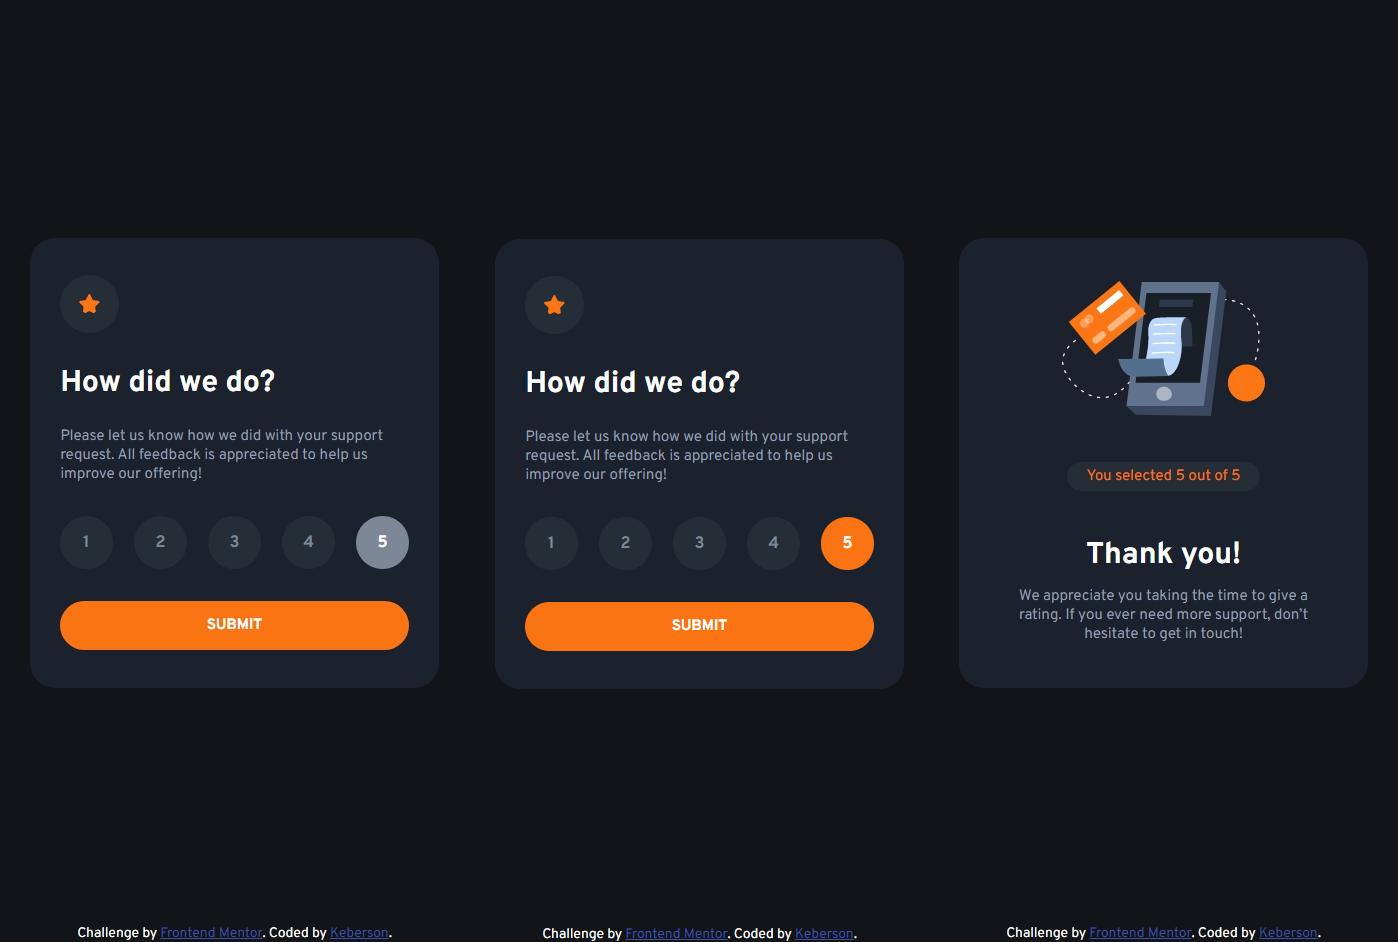 How did we do?
Please let us know how we did with your support
request. All feedback is appreciated to help us
improve our offering!
1 2 3 4 5
SUBMIT
Challenge by Frontend Mentor. Coded by Keberson.
How did we do?
Please let us know how we did with your support
request. All feedback is appreciated to help us
improve our offering!
1 2 3 4 5
SUBMIT
Challenge by Frontend Mentor. Coded by Keberson.
You selected 5 out of 5
Thank you!
We appreciate you taking the time to give a
rating. If you ever need more support, don't
hesitate to get in touch!
Challenge by Frontend Mentor. Coded by Keberson.